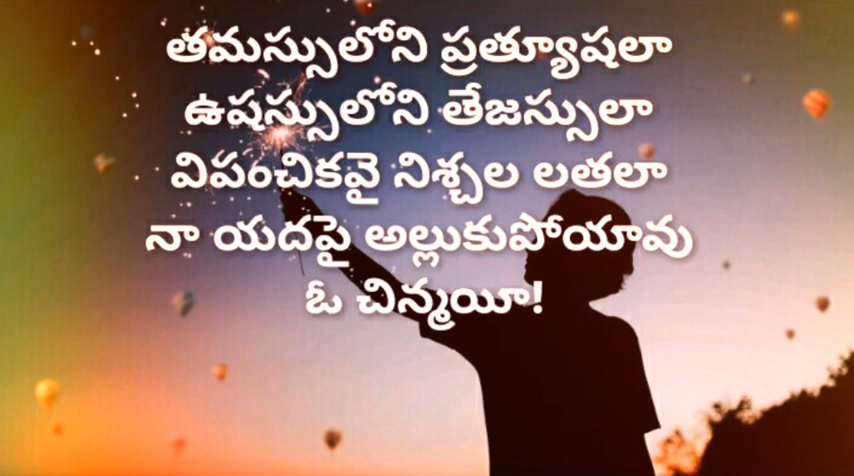 తమస్సులోని ప్రత్యూషలా
ఉషస్సులోని తేజస్సులా
విపంచికవై నిశ్చల లతలా
నా యదపై అల్లుకుపోయావు
ఓ చిన్మయీ!